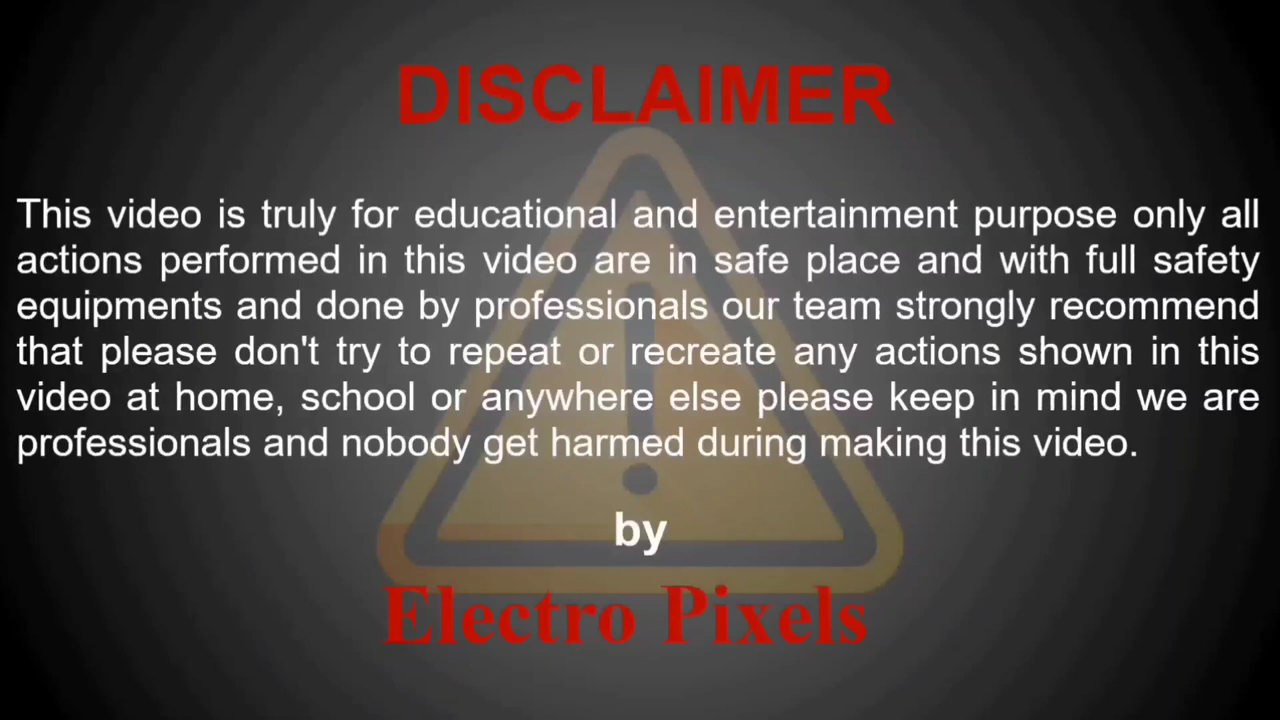 DISCLAIMER
This video is truly for educational and entertainment purpose only all
actions performed in this video are in safe place and with full safety
equipments and done by professionals our team strongly recommend
that please don't try to repeat or recreate any actions shown in this
video at home, school or anywhere else please keep in mind we are
professionals and nobody get harmed during making this video.
by
Electro Pixels